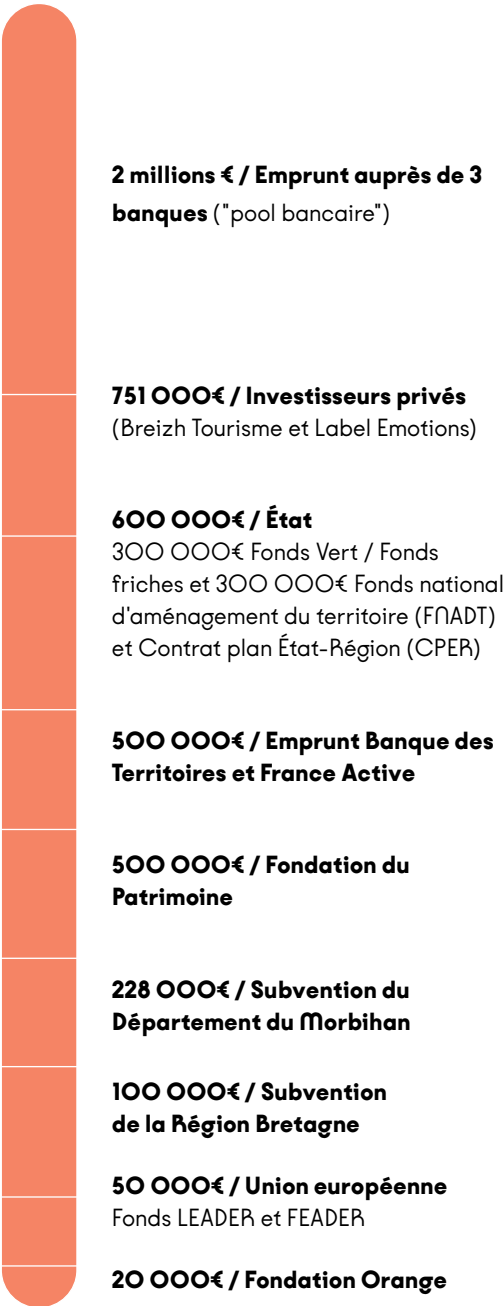 2 millions € / Emprunt auprès de 3
banques ("pool bancaire")
751 000€ / Investisseurs privés
(Breizh Tourisme et Label Emotions)
600 000€ / État
300 000€ Fonds Vert / Fonds
friches et 300 000€ Fonds national
d'aménagement du territoire (FNADT)
et Contrat plan État-Région (CPER)
500 000€ / Emprunt Banque des
Territoires et France Active
500 000€ / Fondation du
Patrimoine
228 000€ / Subvention du
Département du Morbihan
100 000€ / Subvention
de la Région Bretagne
50 000€ / Union européenne
Fonds LEADER et FEADER
20 000€ / Fondation Orange